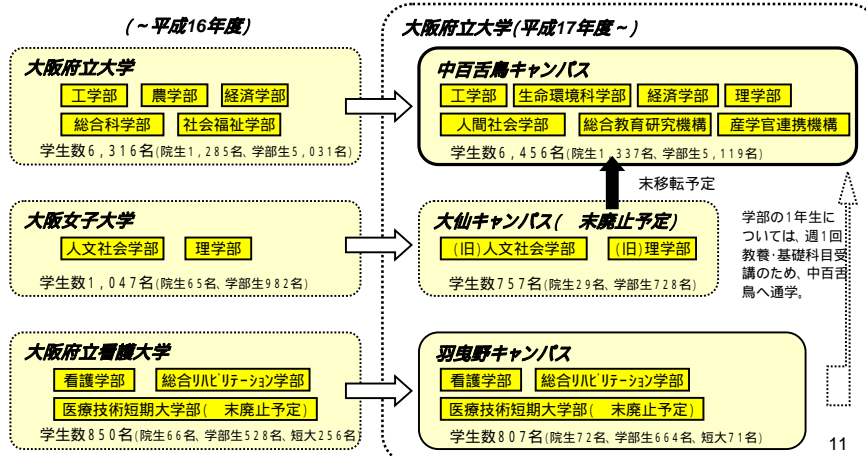 (～平成16年度)
大阪府立大学(平成17年度～)
大阪府立大学
工学部 農学部 経済学部
総合科学部 社会福祉学部
学生数6,316名(院生1,285名、学部生5,031名)
中百舌鳥キャンパス
工学部 生命環境科学部 経済学部 理学部
人間社会学部 総合教育研究機構 産学官連携機構
学生数6,456名(院生1,337名、学部生5,119名)
末移転予定
大阪女子大学
人文社会学部 理学部
学生数1,047名(院生65名、学部生982名)
大仙キャンパス( 末廃止予定)
(旧)人文社会学部 (旧)理学部
学生数757名(院生29名、学部生728名)
学部の1年生に
ついては、週1回
教養・基礎科目受
講のため、中百舌
鳥へ通学。
大阪府立看護大学
看護学部 総合リハビリテーション学部
医療技術短期大学部( 末廃止予定)
学生数850名(院生66名、学部生528名、短大256名)
羽曳野キャンパス
看護学部 総合リハビリテーション学部
医療技術短期大学部( 末廃止予定)
学生数807名(院生72名、学部生664名、短大71名)
11